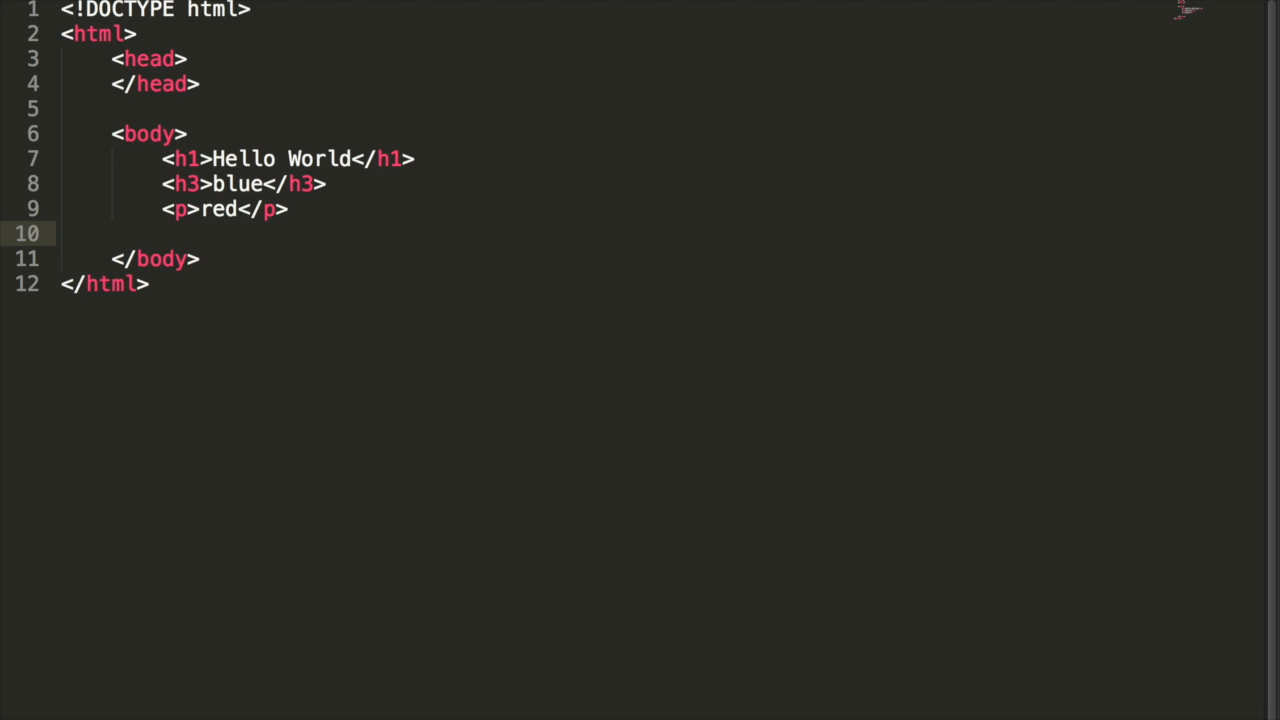 1 <!DOCTYPE html>
2 <html>
3     <head>
4     </head>
5
6     <body>
7         <h1>Hello World</h1>
8         <h3>blue</h3>
9         <p>red</p>
10
11     </body>
12 </html>